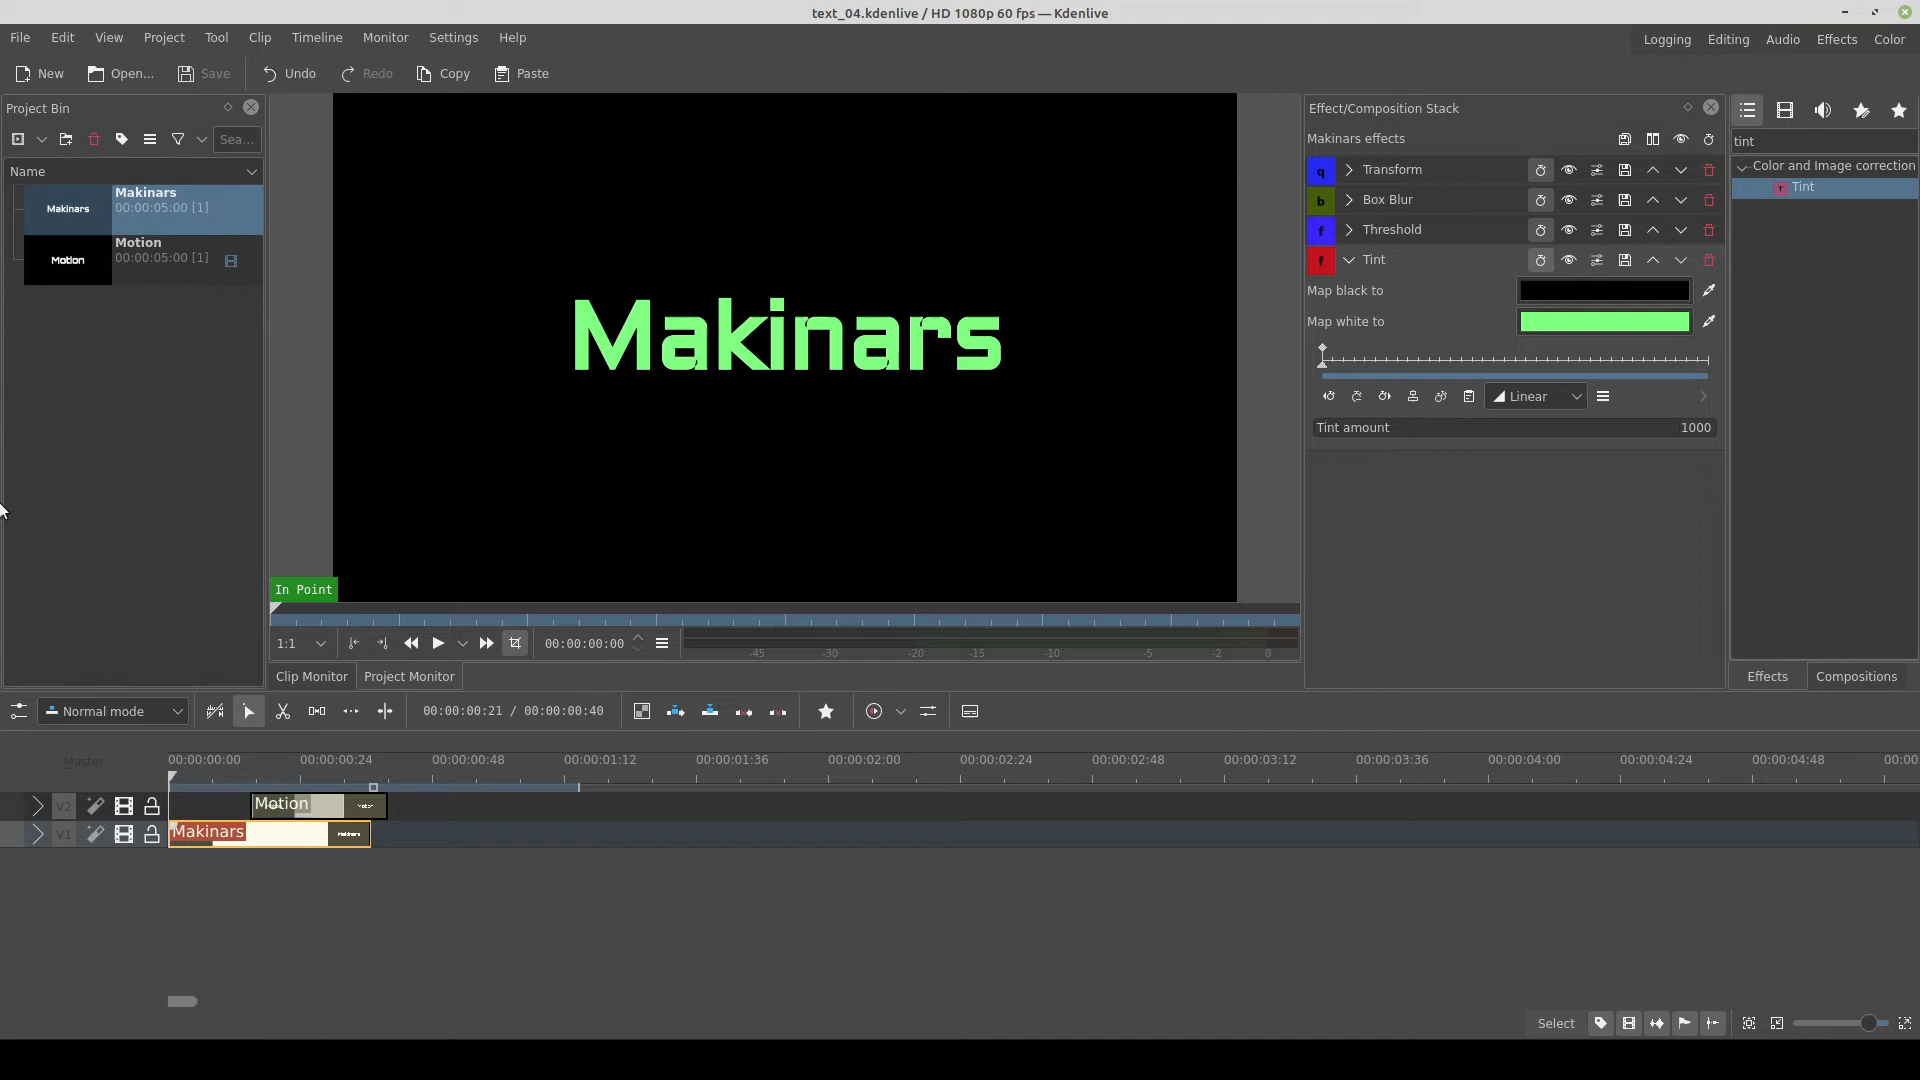 text_04.kdenlive / HD 1080p 60 fps — Kdenlive
File Edit View Project Tool Clip Timeline Monitor Settings Help
Logging Editing Audio Effects Color
New Open... Save Undo Redo Copy Paste
Project Bin
Sea...
Name
Makinars
Makinars
00:00:05:00 [1]
Motion
Motion
00:00:05:00 [1]
Makinars
In Point
1:1
00:00:00:00
-45 -30 -20 -15 -10 -5 -2 0
Clip Monitor Project Monitor
Effect/Composition Stack
Makinars effects
q Transform
b Box Blur
f Threshold
f Tint
Map black to
Map white to
Linear
Tint amount 1000
tint
Color and Image correction
T Tint
Effects Compositions
Normal mode
00:00:00:21 / 00:00:00:40
Master
00:00:00:00 00:00:00:24 00:00:00:48 00:00:01:12 00:00:01:36 00:00:02:00 00:00:02:24 00:00:02:48 00:00:03:12 00:00:03:36 00:00:04:00 00:00:04:24 00:00:04:48 00:00:
V2
Motion
V1
Makinars
Makinars
Select